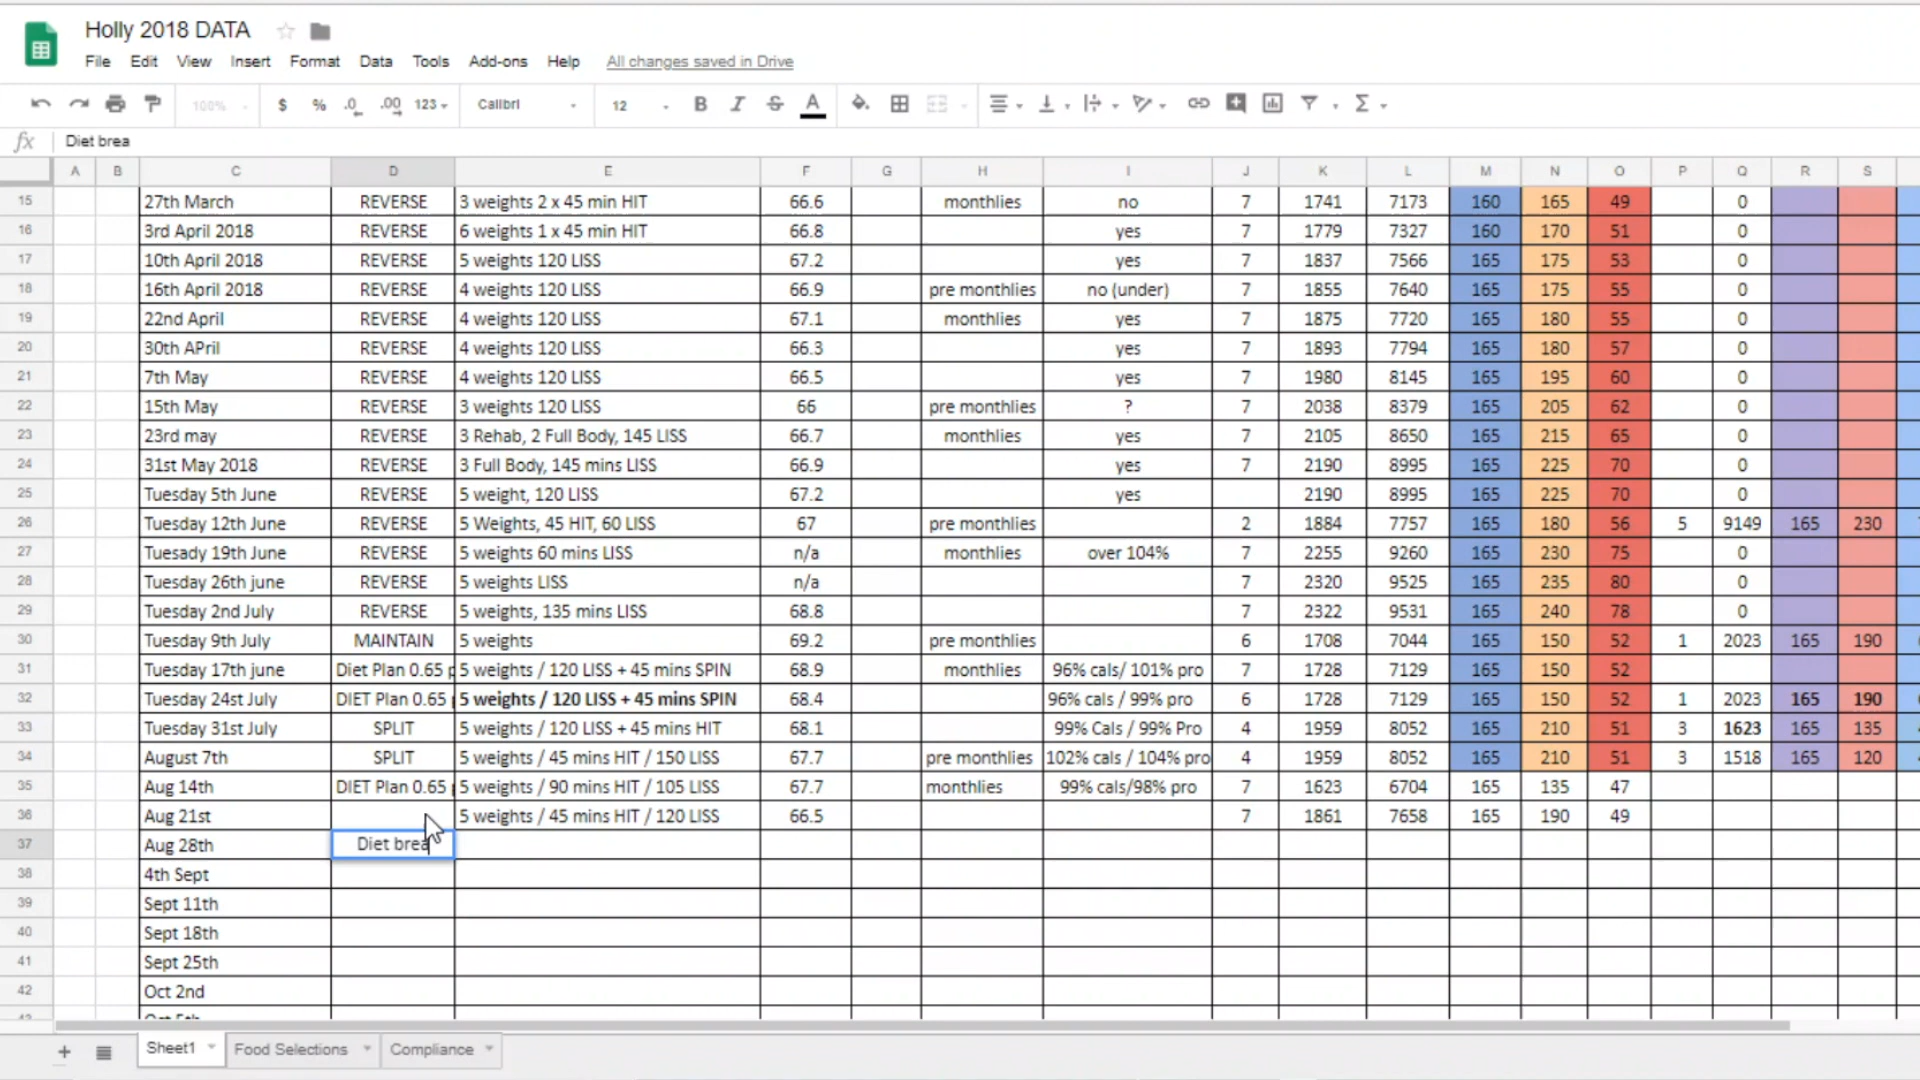 Holly 2018 DATA
File Edit View Insert Format Data Tools Add-ons Help All changes saved in Drive
100% $ % .0 .00 123 Calibri 12 B I S A
fx Diet brea
A B C D E F G H I J K L M N O P Q R S
15 27th March REVERSE 3 weights 2 x 45 min HIT 66.6 monthlies no 7 1741 7173 160 165 49 0
16 3rd April 2018 REVERSE 6 weights 1 x 45 min HIT 66.8 yes 7 1779 7327 160 170 51 0
17 10th April 2018 REVERSE 5 weights 120 LISS 67.2 yes 7 1837 7566 165 175 53 0
18 16th April 2018 REVERSE 4 weights 120 LISS 66.9 pre monthlies no (under) 7 1855 7640 165 175 55 0
19 22nd April REVERSE 4 weights 120 LISS 67.1 monthlies yes 7 1875 7720 165 180 55 0
20 30th APril REVERSE 4 weights 120 LISS 66.3 yes 7 1893 7794 165 180 57 0
21 7th May REVERSE 4 weights 120 LISS 66.5 yes 7 1980 8145 165 195 60 0
22 15th May REVERSE 3 weights 120 LISS 66 pre monthlies ? 7 2038 8379 165 205 62 0
23 23rd may REVERSE 3 Rehab, 2 Full Body, 145 LISS 66.7 monthlies yes 7 2105 8650 165 215 65 0
24 31st May 2018 REVERSE 3 Full Body, 145 mins LISS 66.9 yes 7 2190 8995 165 225 70 0
25 Tuesday 5th June REVERSE 5 weight, 120 LISS 67.2 yes 2190 8995 165 225 70 0
26 Tuesday 12th June REVERSE 5 Weights, 45 HIT, 60 LISS 67 pre monthlies 2 1884 7757 165 180 56 5 9149 165 230
27 Tuesady 19th June REVERSE 5 weights 60 mins LISS n/a monthlies over 104% 7 2255 9260 165 230 75 0
28 Tuesday 26th june REVERSE 5 weights LISS n/a 7 2320 9525 165 235 80 0
29 Tuesday 2nd July REVERSE 5 weights, 135 mins LISS 68.8 7 2322 9531 165 240 78 0
30 Tuesday 9th July MAINTAIN 5 weights 69.2 pre monthlies 6 1708 7044 165 150 52 1 2023 165 190
31 Tuesday 17th june Diet Plan 0.65 p 5 weights / 120 LISS + 45 mins SPIN 68.9 monthlies 96% cals/ 101% pro 7 1728 7129 165 150 52
32 Tuesday 24st July DIET Plan 0.65 5 weights / 120 LISS + 45 mins SPIN 68.4 96% cals / 99% pro 6 1728 7129 165 150 52 1 2023 165 190
33 Tuesday 31st July SPLIT 5 weights / 120 LISS + 45 mins HIT 68.1 99% Cals / 99% Pro 4 1959 8052 165 210 51 3 1623 165 135
34 August 7th SPLIT 5 weights / 45 mins HIT / 150 LISS 67.7 pre monthlies 102% cals / 104% pro 4 1959 8052 165 210 51 3 1518 165 120
35 Aug 14th DIET Plan 0.65 5 weights / 90 mins HIT / 105 LISS 67.7 monthlies 99% cals/98% pro 7 1623 6704 165 135 47
36 Aug 21st 5 weights / 45 mins HIT / 120 LISS 66.5 7 1861 7658 165 190 49
37 Aug 28th Diet brea
38 4th Sept
39 Sept 11th
40 Sept 18th
41 Sept 25th
42 Oct 2nd
Sheet1 Food Selections Compliance